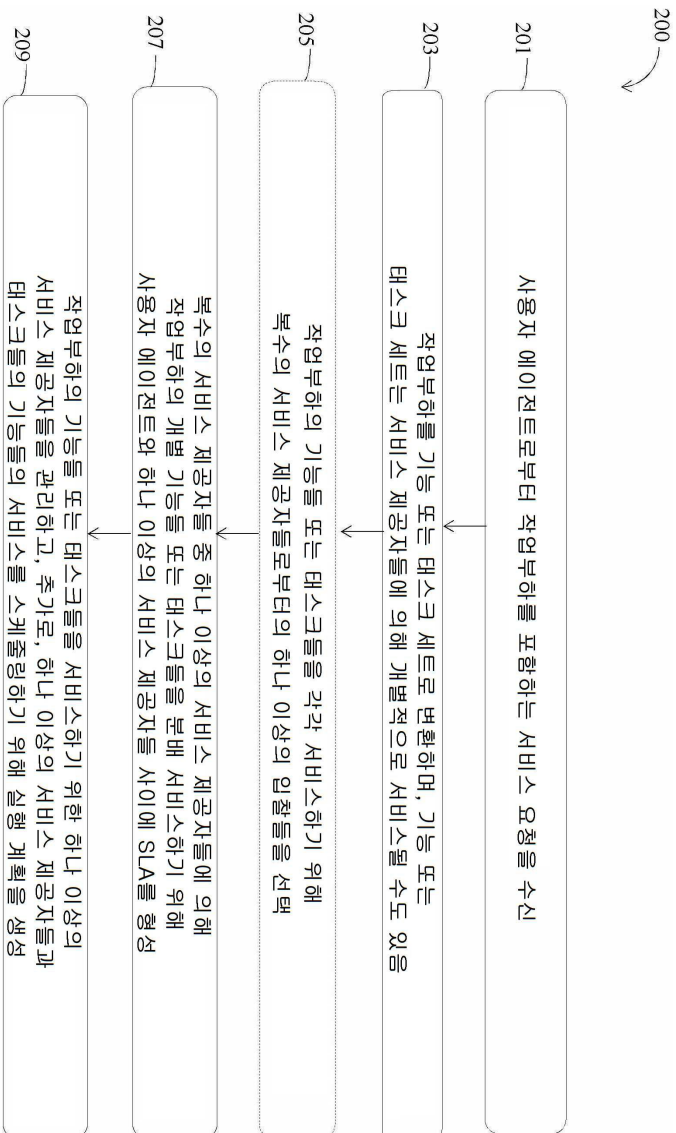 200
201
사용자 에이전트로부터 작업부하를 포함하는 서비스 요청을 수신
203
작업부하를 기능 또는 태스크 세트로 변환하며, 기능 또는
태스크 세트는 서비스 제공자들에 의해 개별적으로 서비스될 수도 있음
205
작업부하의 기능들 또는 태스크들을 각각 서비스하기 위해
복수의 서비스 제공자들로부터의 하나 이상의 입찰들을 선택
207
복수의 서비스 제공자들 중 하나 이상의 서비스 제공자들에 의해
작업부하의 개별 기능들 또는 태스크들을 분배 서비스하기 위해
사용자 에이전트와 하나 이상의 서비스 제공자들 사이에 SLA를 형성
209
작업부하의 기능들 또는 태스크들을 서비스하기 위한 하나 이상의
서비스 제공자들을 관리하고, 추가로, 하나 이상의 서비스 제공자들과
태스크들의 기능들의 서비스를 스케줄링하기 위해 실행 계획을 생성